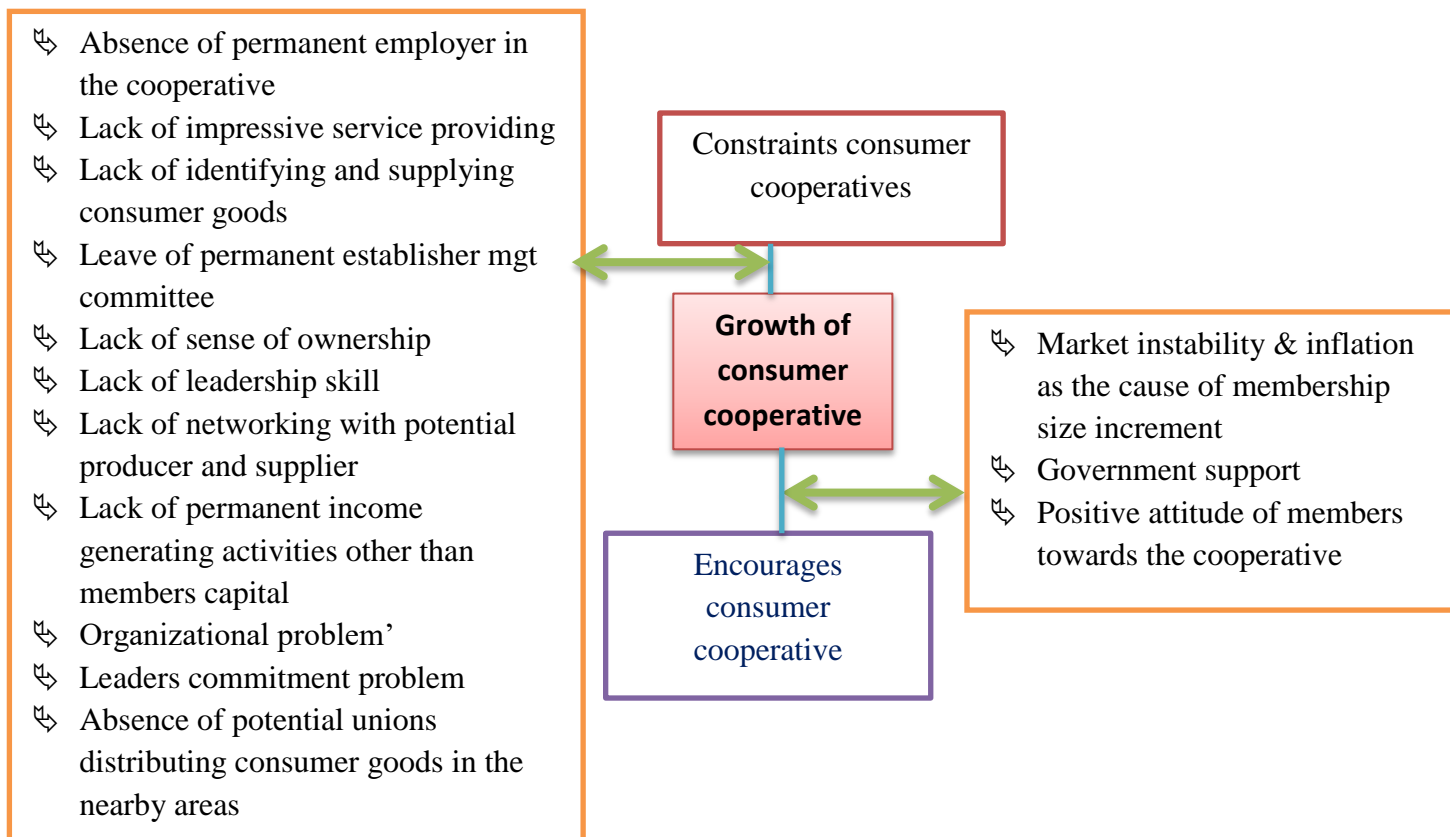 Absence of permanent employer in
the cooperative
Lack of impressive service providing
Lack of identifying and supplying
consumer goods
Leave of permanent establisher mgt
committee
Lack of sense of ownership
Lack of leadership skill
Lack of networking with potential
producer and supplier
Lack of permanent income
generating activities other than
members capital
Organizational problem’
Leaders commitment problem
Absence of potential unions
distributing consumer goods in the
nearby areas
Constraints consumer
cooperatives
Growth of
consumer
cooperative
Encourages
consumer
cooperative
Market instability & inflation
as the cause of membership
size increment
Government support
Positive attitude of members
towards the cooperative